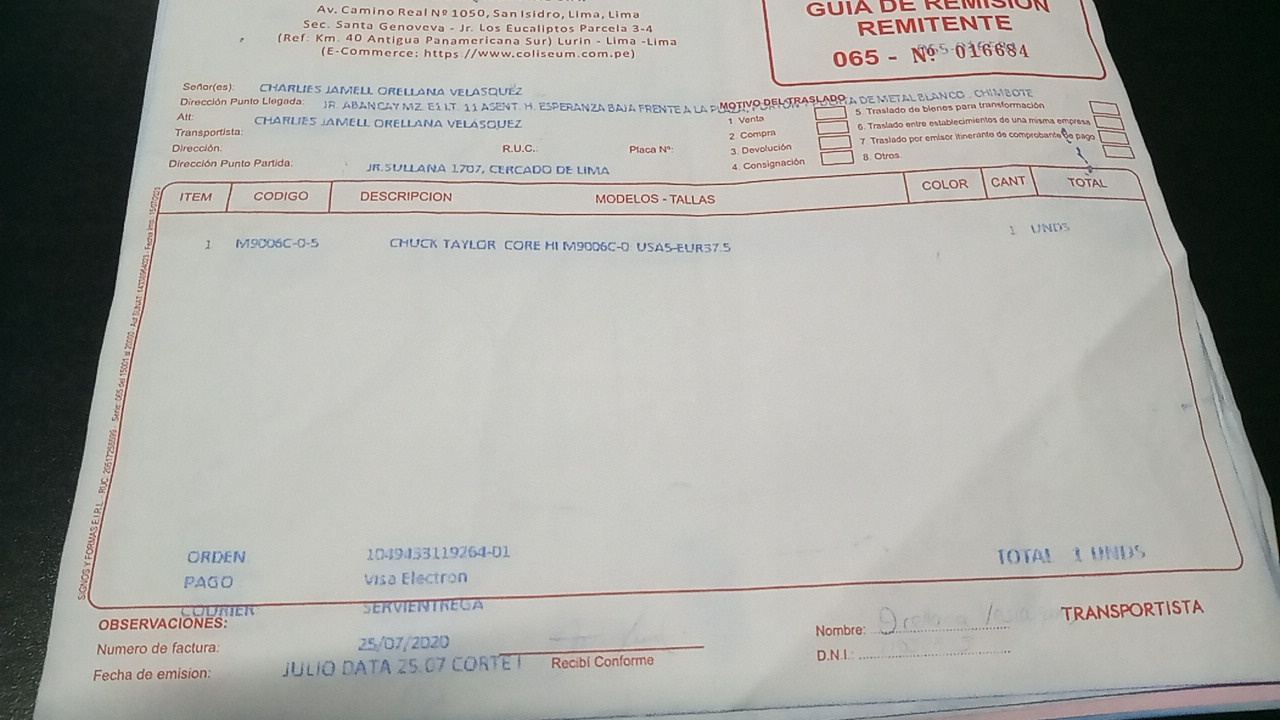 Av. Camino Real Nº 1050, San Isidro, Lima, Lima
Sec. Santa Genoveva - Jr. Los Eucaliptos Parcela 3-4
(Ref: Km. 40 Antigua Panamericana Sur) Lurin - Lima -Lima
(E-Commerce: https //www.coliseum.com.pe)
GUIA DE REMISIÓN
REMITENTE
065 - Nº 016684
Señor(es): CHARLIES JAMELL ORELLANA VELASQUEZ
Dirección Punto Llegada: JR. ABANCAY MZ. E1 LT. 11 ASENT. H. ESPERANZA BAJA FRENTE A LA PLAZA, DE METAL BLANCO , CHIMBOTE
Att: CHARLIES JAMELL ORELLANA VELASQUEZ
Transportista:
Dirección: R.U.C.: Placa Nº:
Dirección Punto Partida: JR.SULLANA 1707, CERCADO DE LIMA
MOTIVO DEL TRASLADO
1. Venta
2. Compra
3. Devolución
4. Consignación
5. Traslado de bienes para transformación
6. Traslado entre establecimientos de una misma empresa
7. Traslado por emisor itinerante de comprobante de pago
8. Otros
ITEM CODIGO DESCRIPCION MODELOS - TALLAS COLOR CANT TOTAL
1 M9006C-0-5 CHUCK TAYLOR CORE HI M9006C-0 USA5-EUR37.5 1 UNDS
ORDEN 1049433119264-01
PAGO Visa Electron
COURIER SERVIENTREGA
TOTAL 1 UNDS
OBSERVACIONES:
Numero de factura: 25/07/2020
Fecha de emision: JULIO DATA 25.07 CORTE I
Recibí Conforme
TRANSPORTISTA
Nombre: Orellana
D.N.I.:
SIGNOS Y FORMAS E.I.R.L.